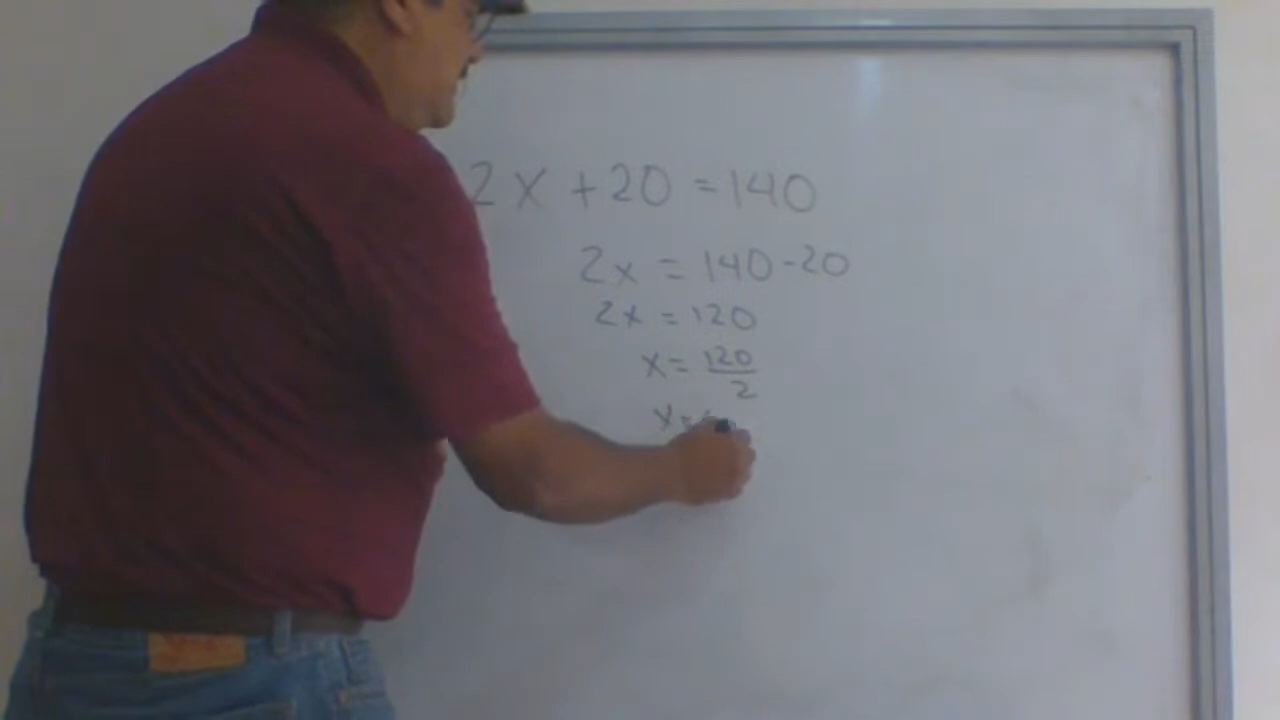 2x + 20 = 140
2x = 140 - 20
2x = 120
x = 120/2
x =